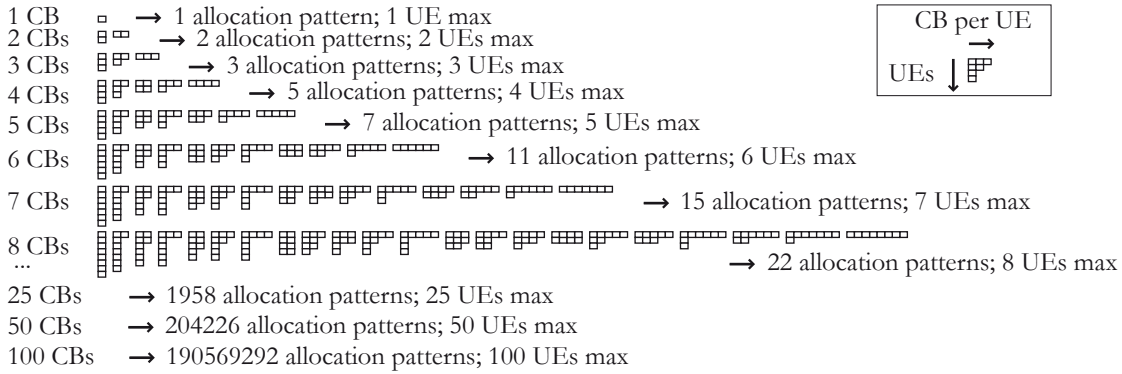 1 CB → 1 allocation pattern; 1 UE max
2 CBs → 2 allocation patterns; 2 UEs max
3 CBs → 3 allocation patterns; 3 UEs max
4 CBs → 5 allocation patterns; 4 UEs max
5 CBs → 7 allocation patterns; 5 UEs max
6 CBs → 11 allocation patterns; 6 UEs max
7 CBs → 15 allocation patterns; 7 UEs max
8 CBs → 22 allocation patterns; 8 UEs max
...
25 CBs → 1958 allocation patterns; 25 UEs max
50 CBs → 204226 allocation patterns; 50 UEs max
100 CBs → 190569292 allocation patterns; 100 UEs max
CB per UE
→
UEs ↓